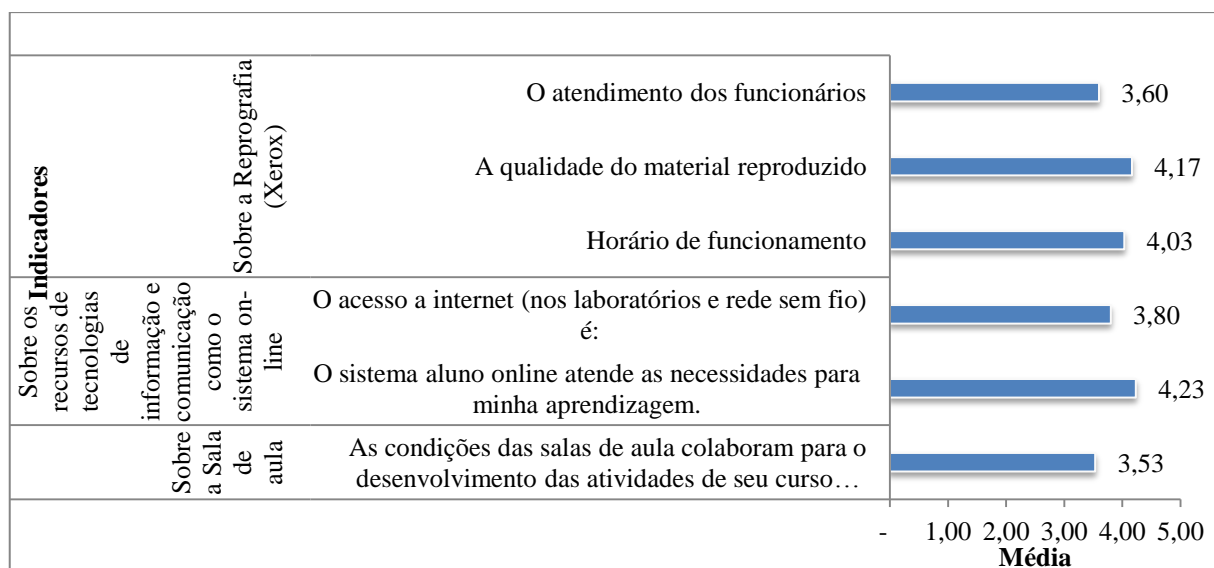 Indicadores
Sobre a Reprografia
(Xerox)
O atendimento dos funcionários
3,60
A qualidade do material reproduzido
4,17
Horário de funcionamento
4,03
Sobre os
recursos de
tecnologias
de
informação e
comunicação
como o
sistema on-
line
O acesso a internet (nos laboratórios e rede sem fio)
é:
3,80
O sistema aluno online atende as necessidades para
minha aprendizagem.
4,23
Sobre
a Sala
de
aula
As condições das salas de aula colaboram para o
desenvolvimento das atividades de seu curso…
3,53
- 1,00 2,00 3,00 4,00 5,00
Média